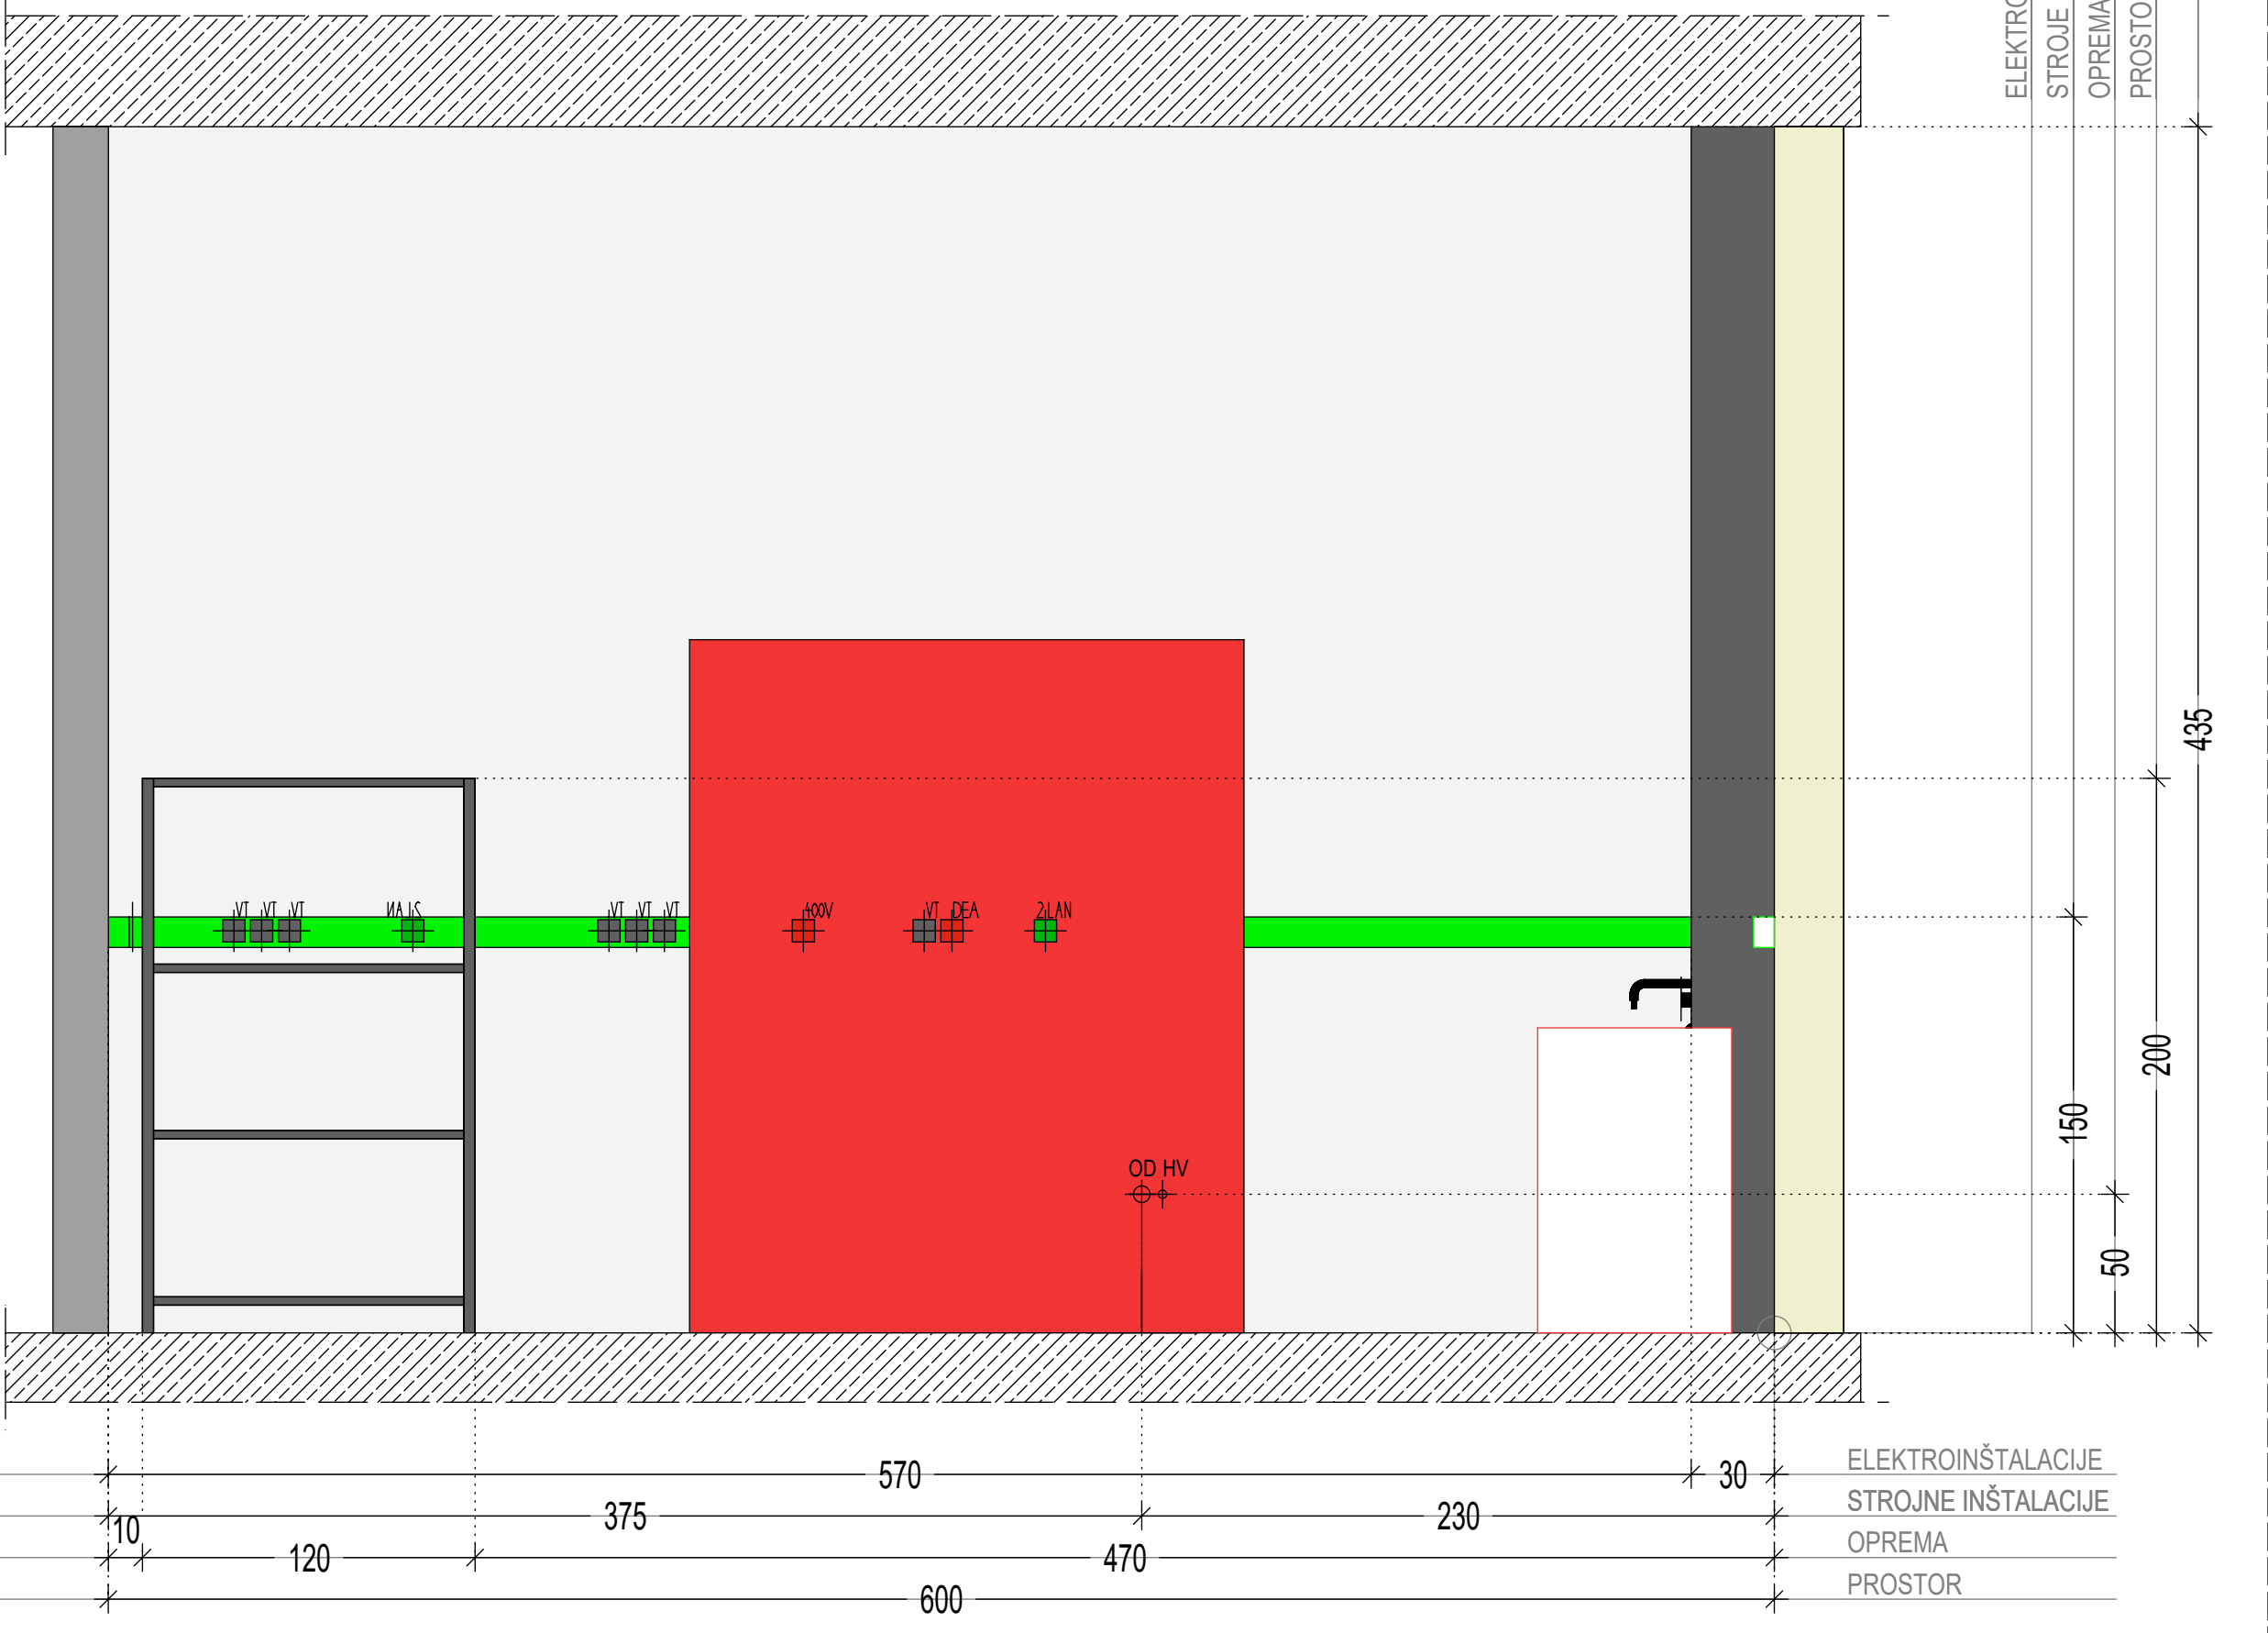 ELEKTRO
STROJE
OPREMA
PROSTO
435
200
VT VT VT 2LAN VT VT VT 400V VT DEA 2LAN
150
OD HV
50
570 30 ELEKTROINŠTALACIJE
375 230 STROJNE INŠTALACIJE
10 120 470 OPREMA
600 PROSTOR